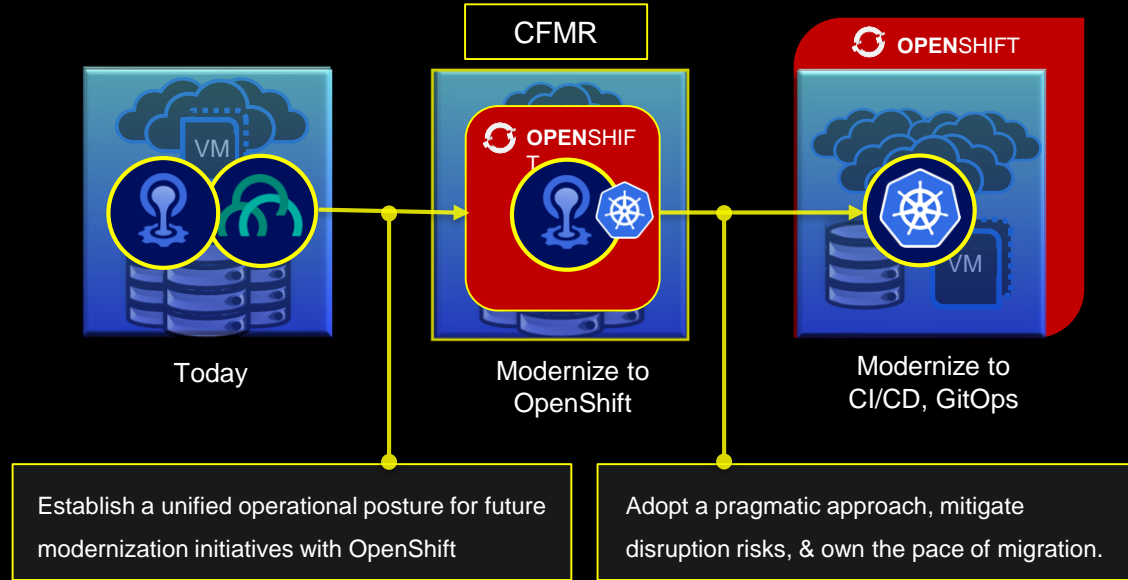 CFMR
OPENSHIFT
VM
OPENSHIF
T
VM
Today
Modernize to
OpenShift
Modernize to
CI/CD, GitOps
Establish a unified operational posture for future
modernization initiatives with OpenShift
Adopt a pragmatic approach, mitigate
disruption risks, & own the pace of migration.